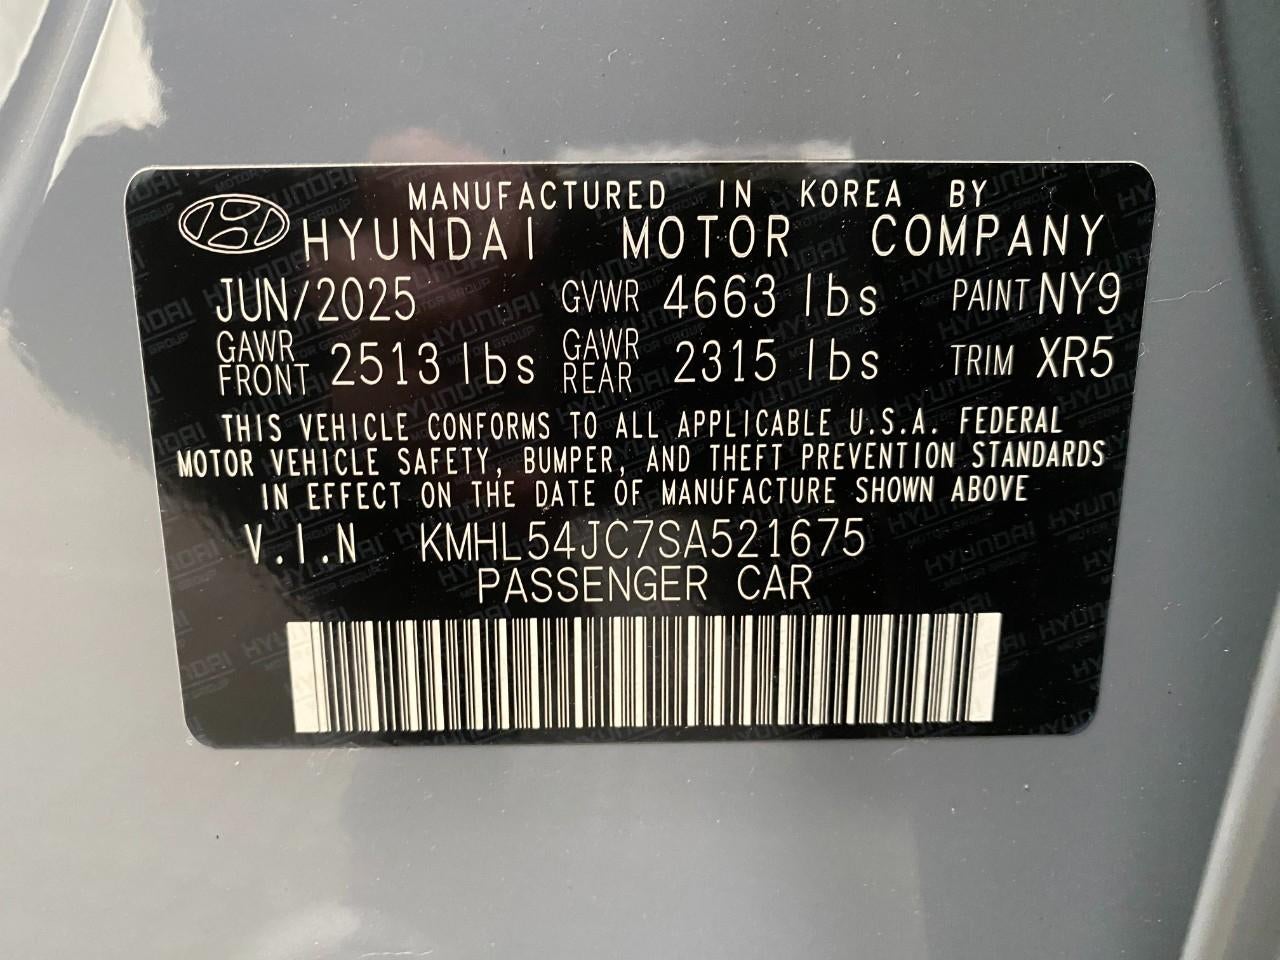 MANUFACTURED IN KOREA BY
HYUNDAI MOTOR COMPANY
JUN/2025 GVWR 4663 lbs PAINT NY9
GAWR FRONT 2513 lbs GAWR REAR 2315 lbs TRIM XR5
THIS VEHICLE CONFORMS TO ALL APPLICABLE U.S.A. FEDERAL
MOTOR VEHICLE SAFETY, BUMPER, AND THEFT PREVENTION STANDARDS
IN EFFECT ON THE DATE OF MANUFACTURE SHOWN ABOVE
V.I.N KMHL54JC7SA521675
PASSENGER CAR